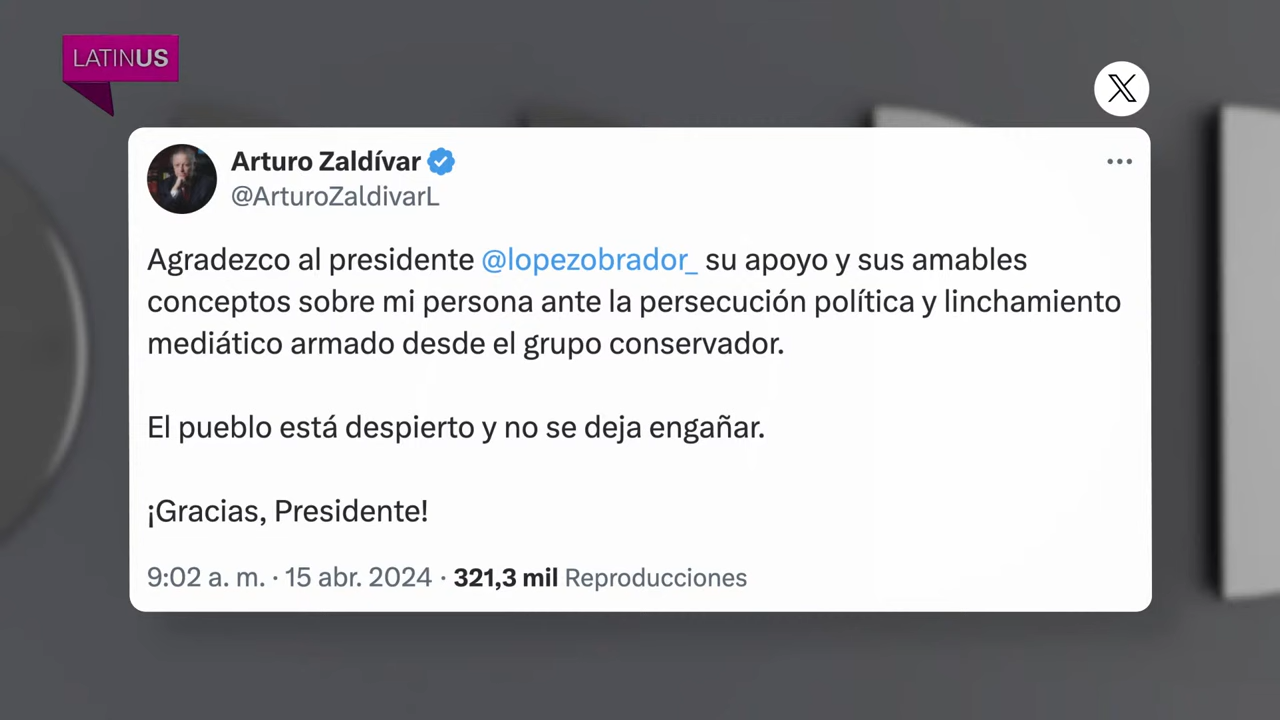 LATINUS
X
Arturo Zaldívar
@ArturoZaldivarL
Agradezco al presidente @lopezobrador_ su apoyo y sus amables
conceptos sobre mi persona ante la persecución política y linchamiento
mediático armado desde el grupo conservador.
El pueblo está despierto y no se deja engañar.
¡Gracias, Presidente!
9:02 a. m. · 15 abr. 2024 · 321,3 mil Reproducciones